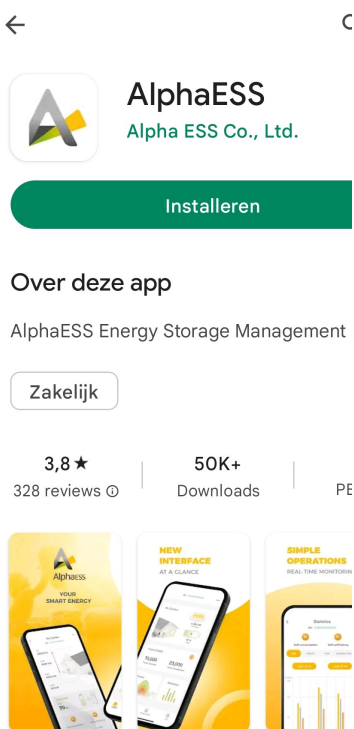 AlphaESS
Alpha ESS Co., Ltd.
Installeren
Over deze app
AlphaESS Energy Storage Management
Zakelijk
3,8★
328 reviews
50K+
Downloads
AlphaESS
YOUR
SMART ENERGY
NEW
INTERFACE
AT A GLANCE
SIMPLE
OPERATIONS
REAL-TIME MONITORIN
Statistics